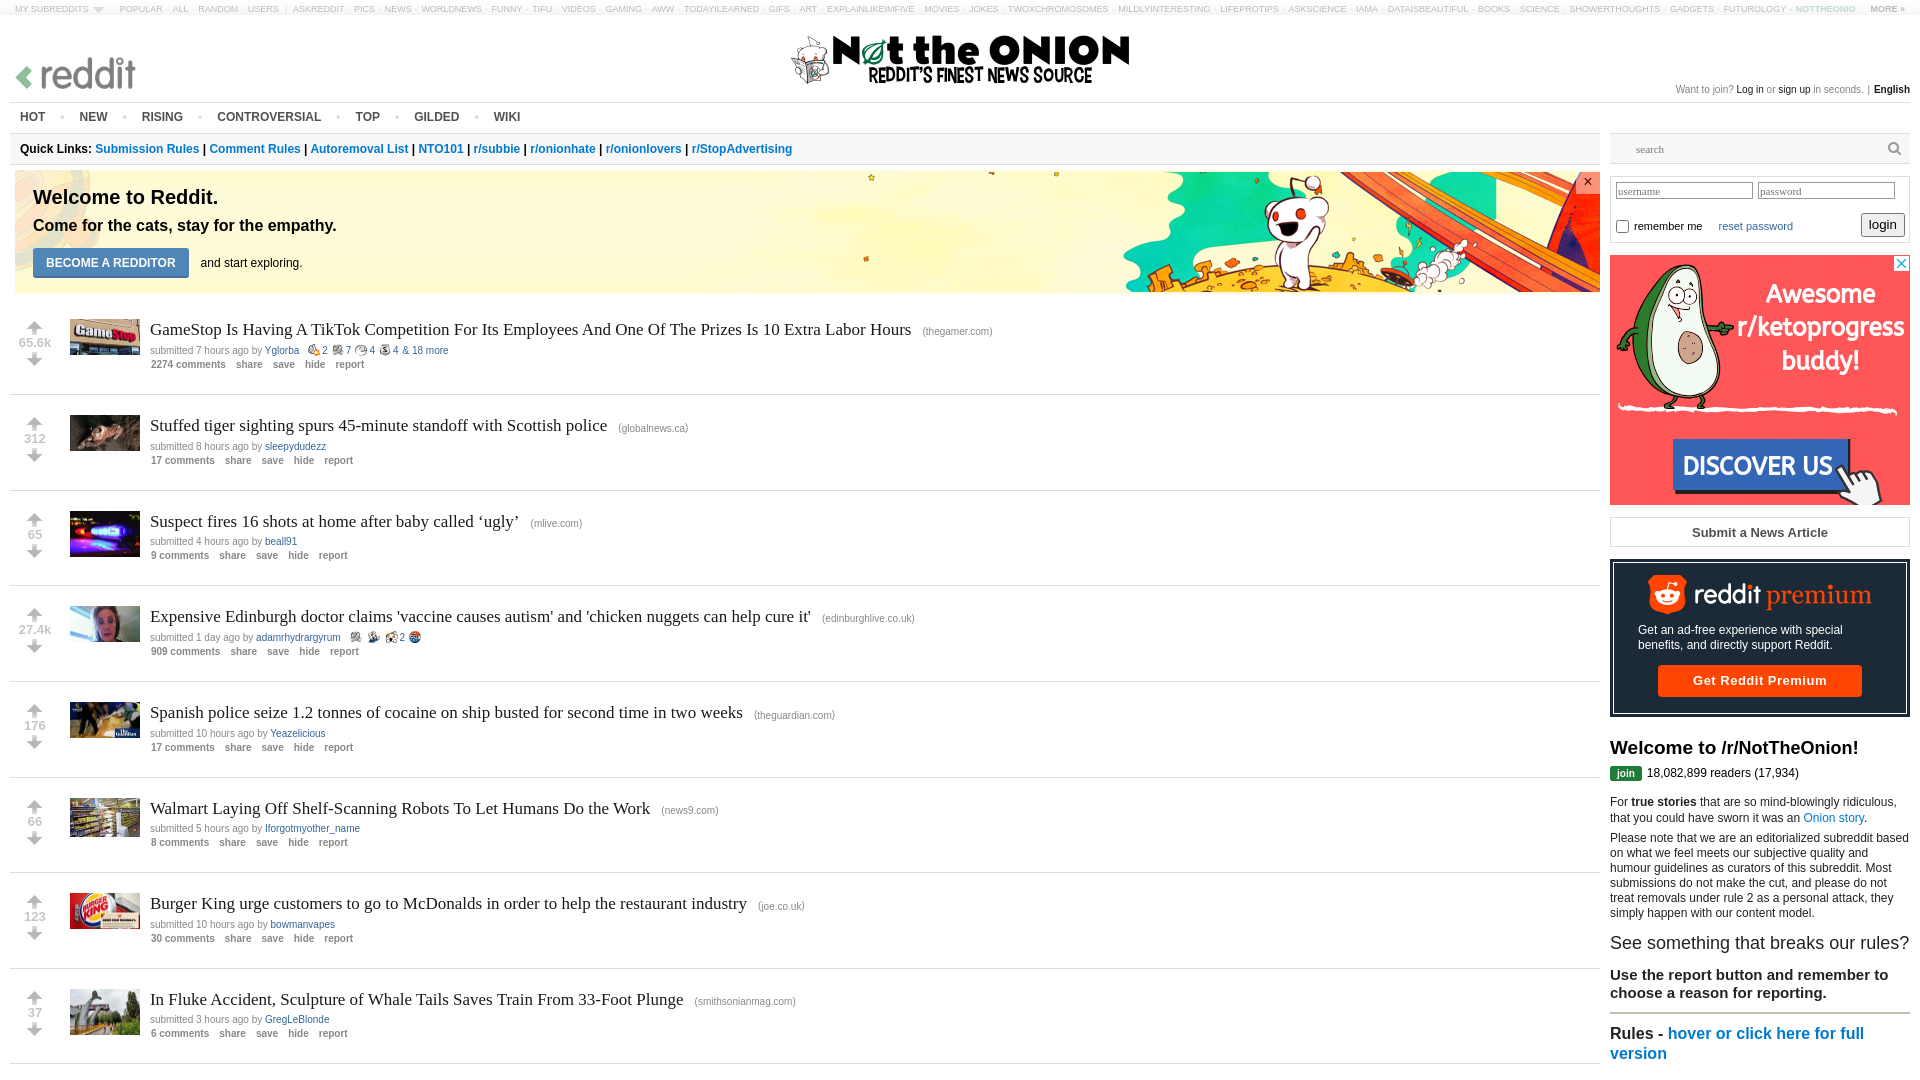 MY SUBREDDITS POPULAR - ALL - RANDOM - USERS | ASKREDDIT - PICS - NEWS - WORLDNEWS - FUNNY - TIFU - VIDEOS - GAMING - AWW - TODAYILEARNED - GIFS - ART - EXPLAINLIKEIMFIVE - MOVIES - JOKES - TWOXCHROMOSOMES - MILDLYINTERESTING - LIFEPROTIPS - ASKSCIENCE - IAMA - DATAISBEAUTIFUL - BOOKS - SCIENCE - SHOWERTHOUGHTS - GADGETS - FUTUROLOGY - NOTTHEONIO MORE »
reddit
Not the ONION
REDDIT'S FINEST NEWS SOURCE
Want to join? Log in or sign up in seconds. | English
HOT • NEW • RISING • CONTROVERSIAL • TOP • GILDED • WIKI
Quick Links: Submission Rules | Comment Rules | Autoremoval List | NTO101 | r/subbie | r/onionhate | r/onionlovers | r/StopAdvertising
Welcome to Reddit.
Come for the cats, stay for the empathy.
BECOME A REDDITOR and start exploring.
×
65.6k
GameStop
GameStop Is Having A TikTok Competition For Its Employees And One Of The Prizes Is 10 Extra Labor Hours (thegamer.com)
submitted 7 hours ago by Yglorba 2 7 4 4 & 18 more
2274 comments share save hide report
312
Stuffed tiger sighting spurs 45-minute standoff with Scottish police (globalnews.ca)
submitted 8 hours ago by sleepydudezz
17 comments share save hide report
65
Suspect fires 16 shots at home after baby called ‘ugly’ (mlive.com)
submitted 4 hours ago by beall91
9 comments share save hide report
27.4k
Expensive Edinburgh doctor claims 'vaccine causes autism' and 'chicken nuggets can help cure it' (edinburghlive.co.uk)
submitted 1 day ago by adamrhydrargyrum 2
909 comments share save hide report
176
Spanish police seize 1.2 tonnes of cocaine on ship busted for second time in two weeks (theguardian.com)
submitted 10 hours ago by Yeazelicious
17 comments share save hide report
66
Walmart Laying Off Shelf-Scanning Robots To Let Humans Do the Work (news9.com)
submitted 5 hours ago by Iforgotmyother_name
8 comments share save hide report
123
BURGER KING
Burger King urge customers to go to McDonalds in order to help the restaurant industry (joe.co.uk)
submitted 10 hours ago by bowmanvapes
30 comments share save hide report
37
In Fluke Accident, Sculpture of Whale Tails Saves Train From 33-Foot Plunge (smithsonianmag.com)
submitted 3 hours ago by GregLeBlonde
6 comments share save hide report
search
username password
remember me reset password login
Awesome
r/ketoprogress
buddy!
DISCOVER US
Submit a News Article
reddit premium
Get an ad-free experience with special
benefits, and directly support Reddit.
Get Reddit Premium
Welcome to /r/NotTheOnion!
join 18,082,899 readers (17,934)
For true stories that are so mind-blowingly ridiculous,
that you could have sworn it was an Onion story.
Please note that we are an editorialized subreddit based
on what we feel meets our subjective quality and
humour guidelines as curators of this subreddit. Most
submissions do not make the cut, and please do not
treat removals under rule 2 as a personal attack, they
simply happen with our content model.
See something that breaks our rules?
Use the report button and remember to
choose a reason for reporting.
Rules - hover or click here for full
version